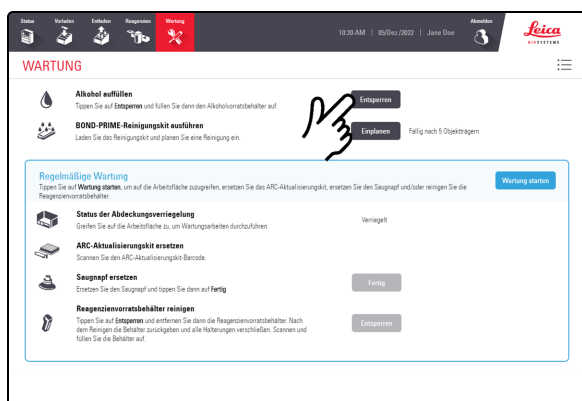 Status Vorladen Entladen Reagenzien Wartung
10:20 AM | 05/Dez/2022 | Jane Doe
Abmelden
Leica
BIOSYSTEMS
WARTUNG
Alkohol auffüllen
Tippen Sie auf Entsperren und füllen Sie dann den Alkoholvorratsbehälter auf.
Entsperren
BOND-PRIME-Reinigungskit ausführen
Laden Sie das Reinigungskit und planen Sie eine Reinigung ein.
Einplanen
Fällig nach 5 Objektträgern
Regelmäßige Wartung
Tippen Sie auf Wartung starten, um auf die Arbeitsfläche zuzugreifen, ersetzen Sie das ARC-Aktualisierungskit, ersetzen Sie den Saugnapf und/oder reinigen Sie die
Reagenzienvorratsbehälter.
Wartung starten
Status der Abdeckungsverriegelung
Greifen Sie auf die Arbeitsfläche zu, um Wartungsarbeiten durchzuführen.
Verriegelt
ARC-Aktualisierungskit ersetzen
Scannen Sie den ARC-Aktualisierungskit-Barcode.
Saugnapf ersetzen
Ersetzen Sie den Saugnapf und tippen Sie dann auf Fertig
Fertig
Reagenzienvorratsbehälter reinigen
Tippen Sie auf Entsperren und entfernen Sie dann die Reagenzienvorratsbehälter. Nach
dem Reinigen die Behälter zurückgeben und alle Halterungen verschließen. Scannen und
füllen Sie die Behälter auf.
Entsperren